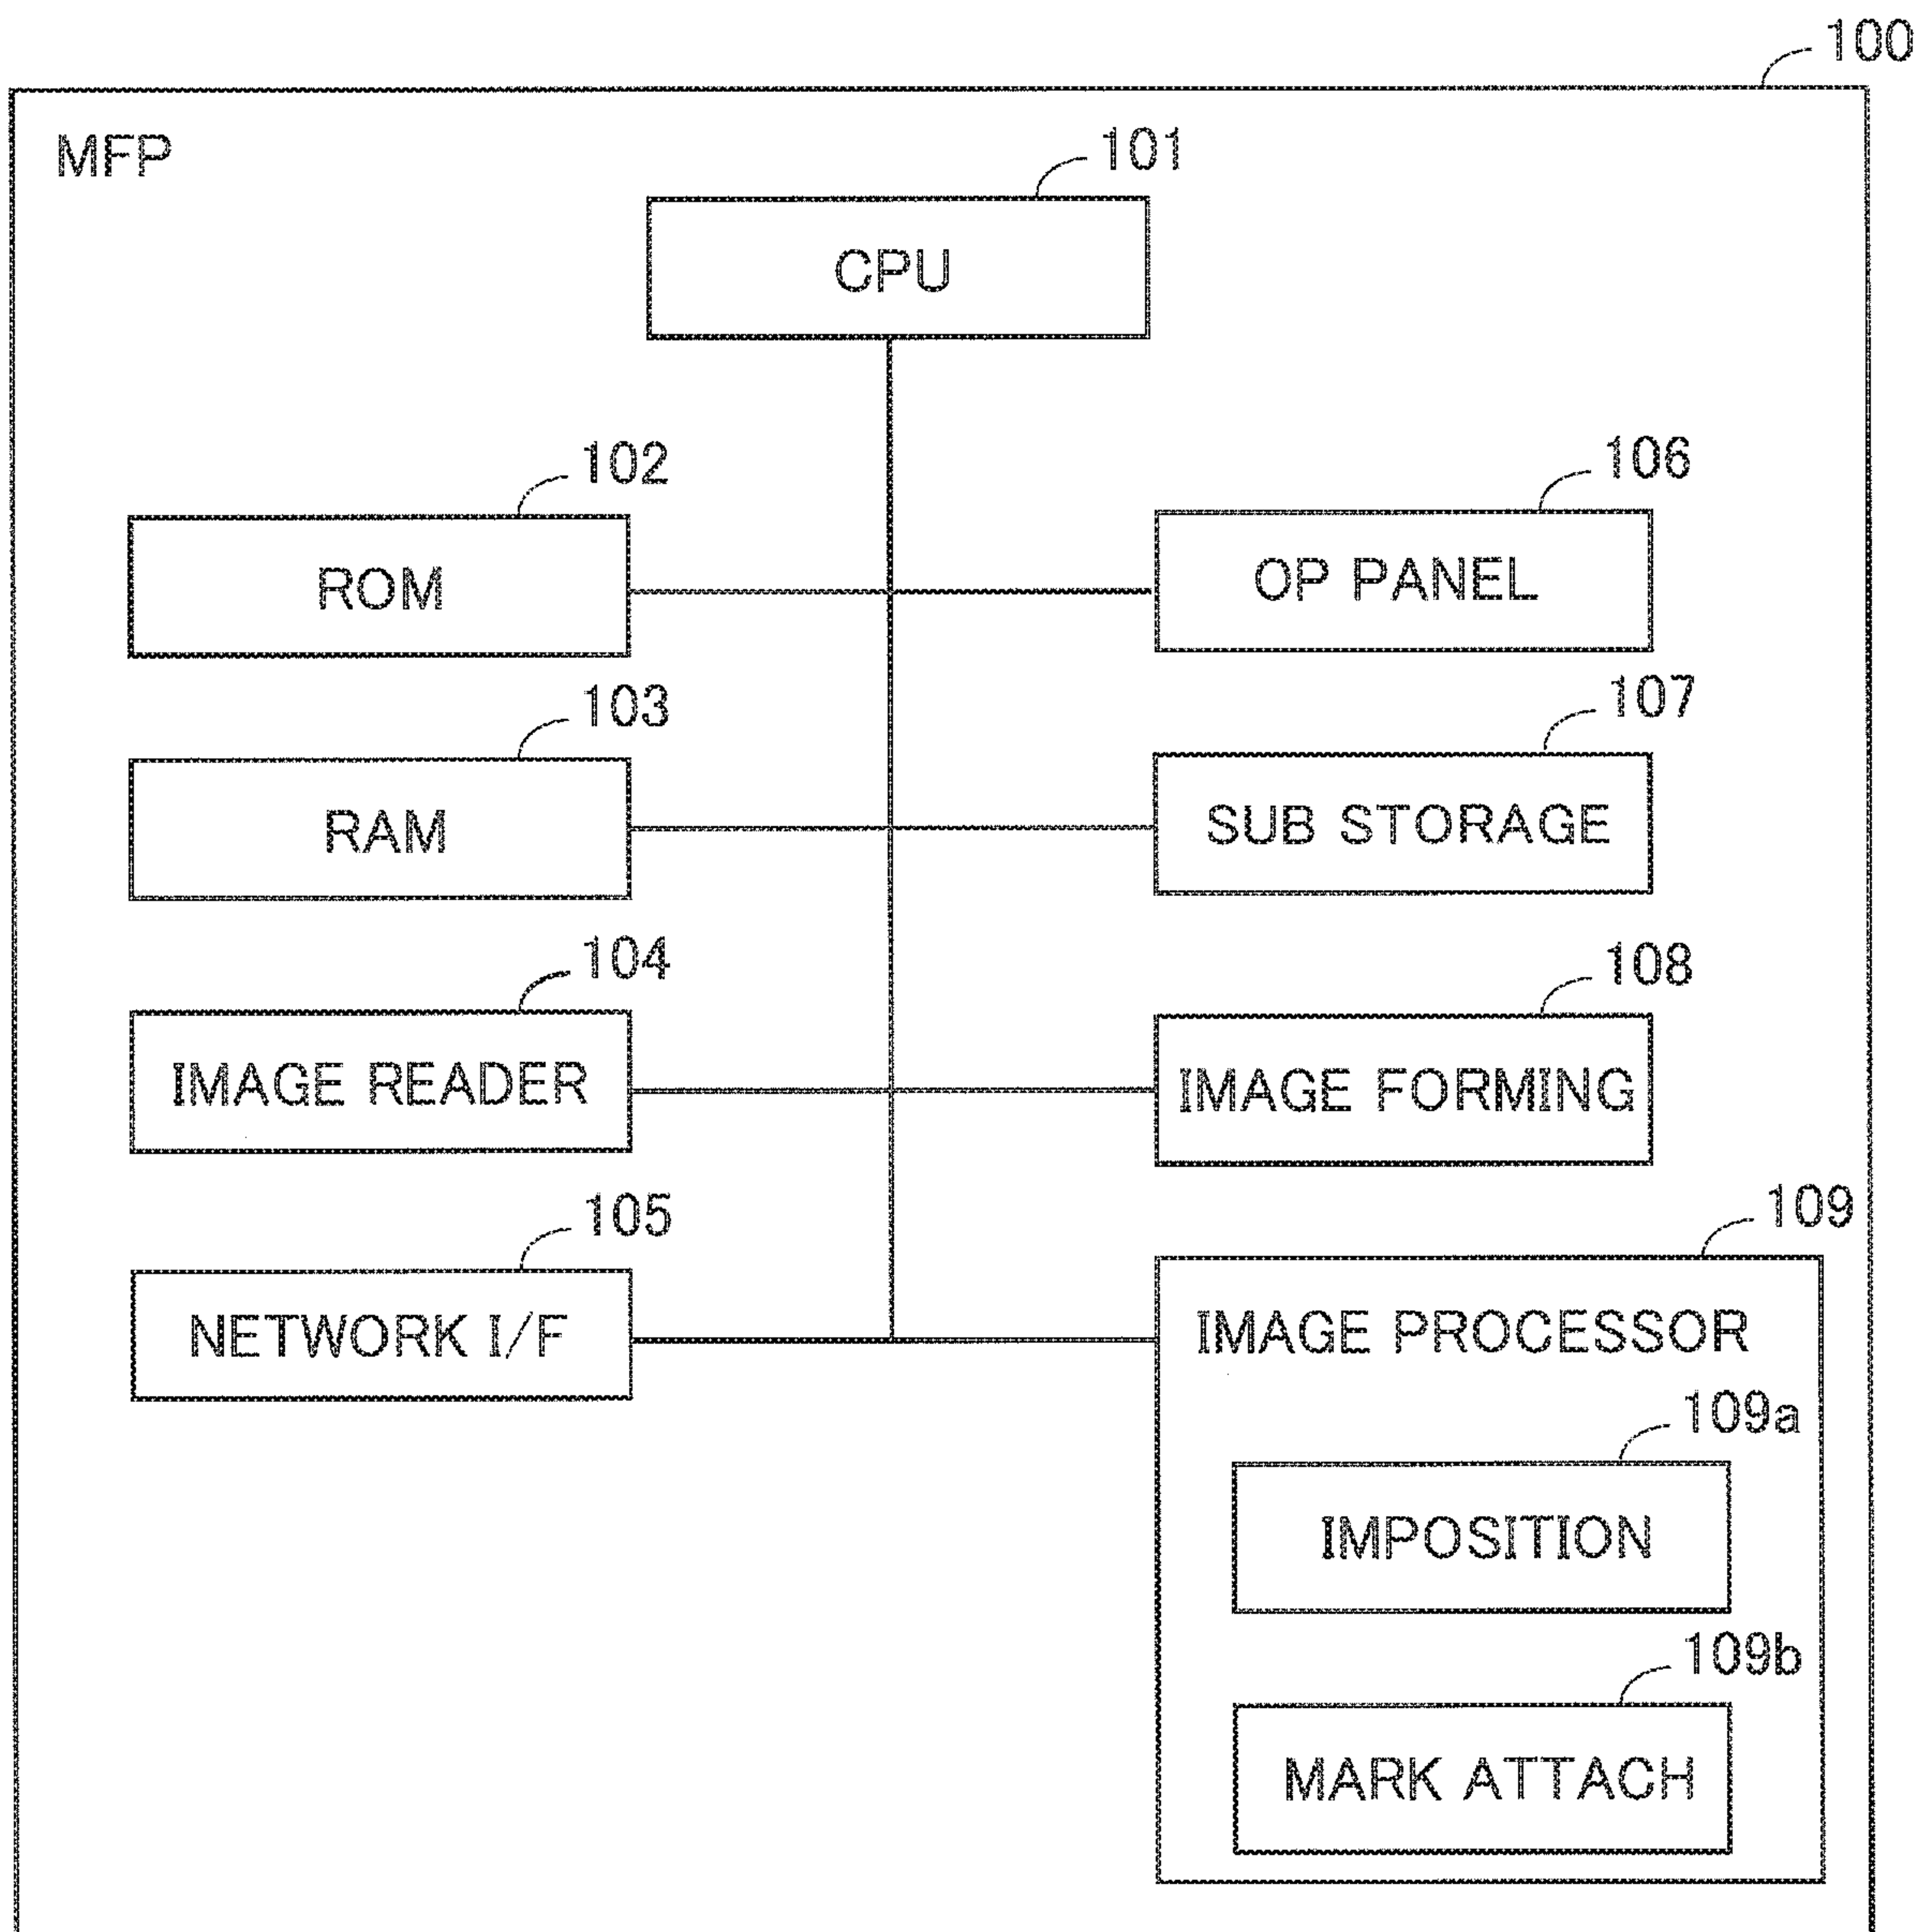 100
MFP
101
CPU
102
ROM
106
OP PANEL
103
RAM
107
SUB STORAGE
104
IMAGE READER
108
IMAGE FORMING
105
NETWORK I/F
109
IMAGE PROCESSOR
109a
IMPOSITION
109b
MARK ATTACH